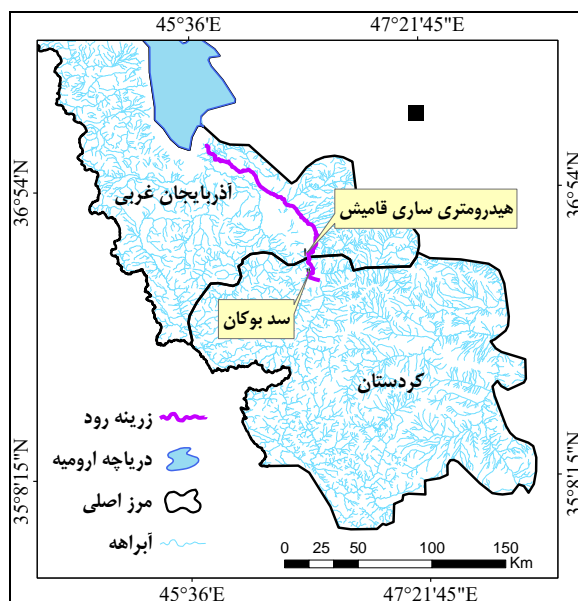 45°36'E
47°21'45"E
36°54'N
36°54'N
آذربایجان غربی
هیدرومتری ساری قامیش
سد بوکان
کردستان
زرینه رود
دریاچه ارومیه
مرز اصلی
آبراهه
35°8'15"N
35°8'15"N
0 25 50 100 150
Km
45°36'E
47°21'45"E